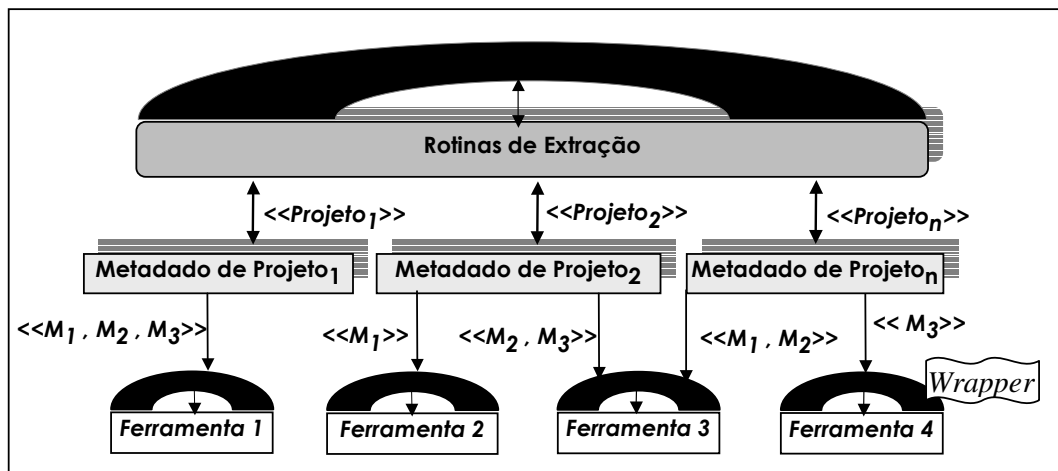 Rotinas de Extração
<<Projeto1>>
<<Projeto2>>
<<Projeton>>
Metadado de Projeto1
Metadado de Projeto2
Metadado de Projeton
<<M1 , M2 , M3>>
<<M1>>
<<M2 , M3>>
<<M1 , M2>>
<< M3>>
Wrapper
Ferramenta 1
Ferramenta 2
Ferramenta 3
Ferramenta 4